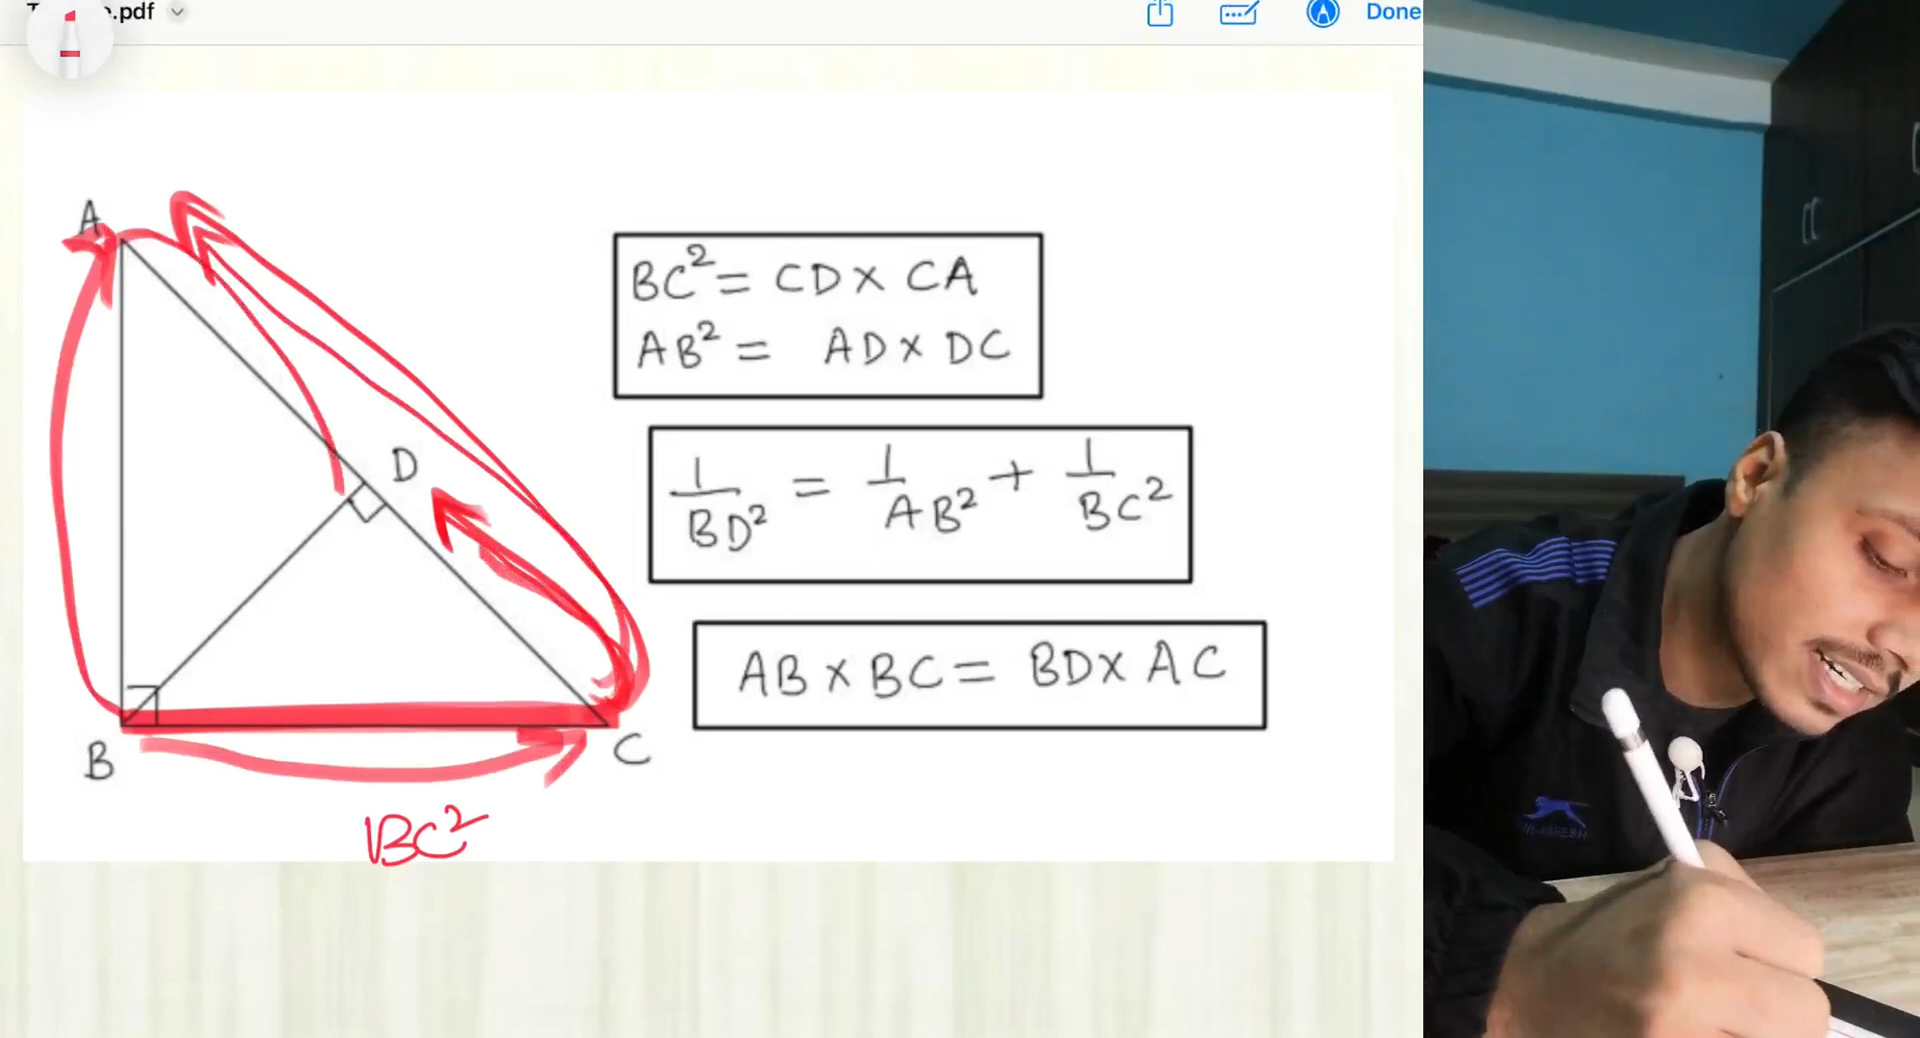 .pdf
Done
A
BC² = CD X CA
AB² = AD X DC
D
1/BD² = 1/AB² + 1/BC²
AB X BC = BD X AC
B
C
BC²